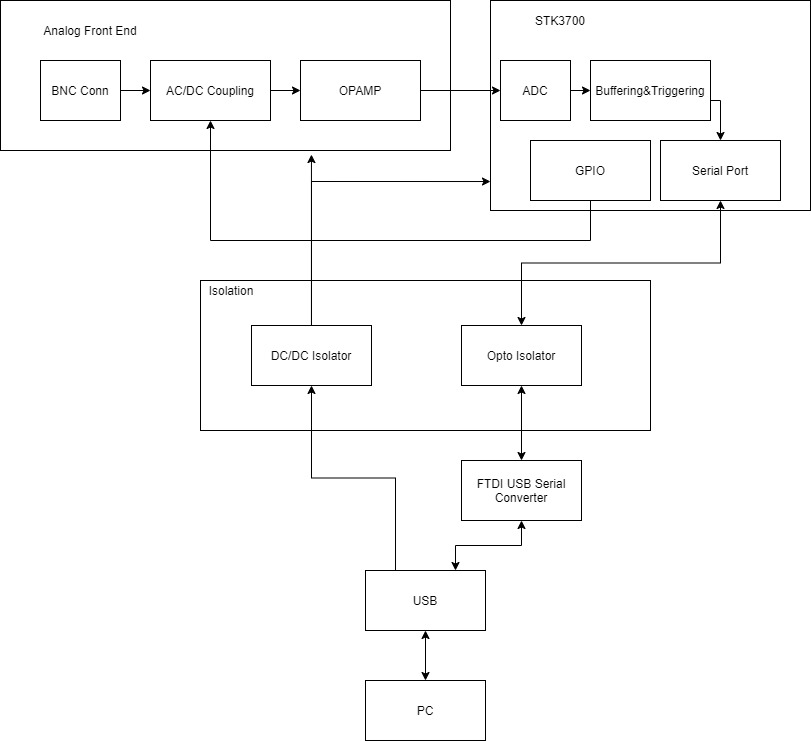 Analog Front End
STK3700
BNC Conn
AC/DC Coupling
OPAMP
ADC
Buffering&Triggering
GPIO
Serial Port
Isolation
DC/DC Isolator
Opto Isolator
FTDI USB Serial
Converter
USB
PC